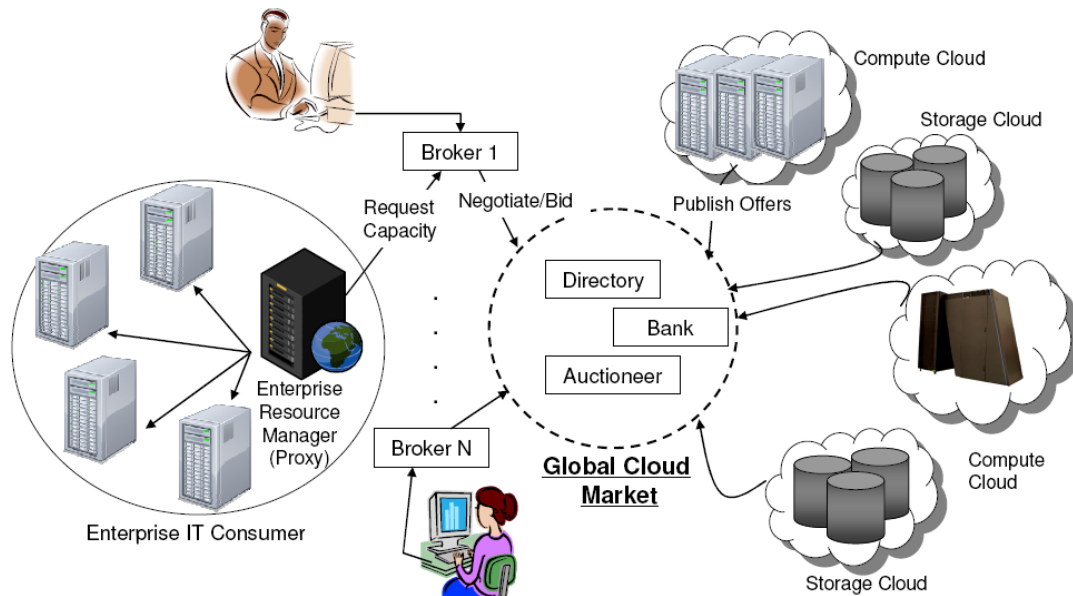 Compute Cloud
Storage Cloud
Broker 1
Request
Capacity
Negotiate/Bid
Publish Offers
Directory
Bank
Auctioneer
Enterprise
Resource
Manager
(Proxy)
Broker N
Global Cloud
Market
Compute
Cloud
Enterprise IT Consumer
Storage Cloud